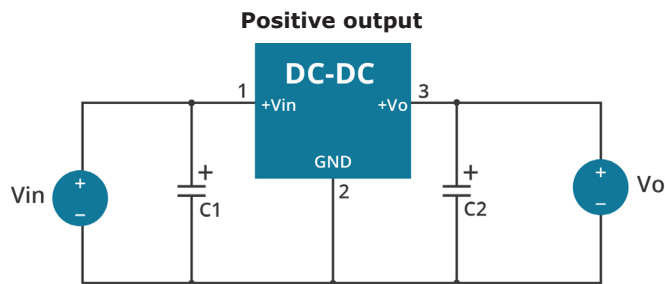 Positive output
DC-DC
1
+Vin
+Vo
3
GND
2
Vin
+
−
+
C1
+
C2
+
−
Vo